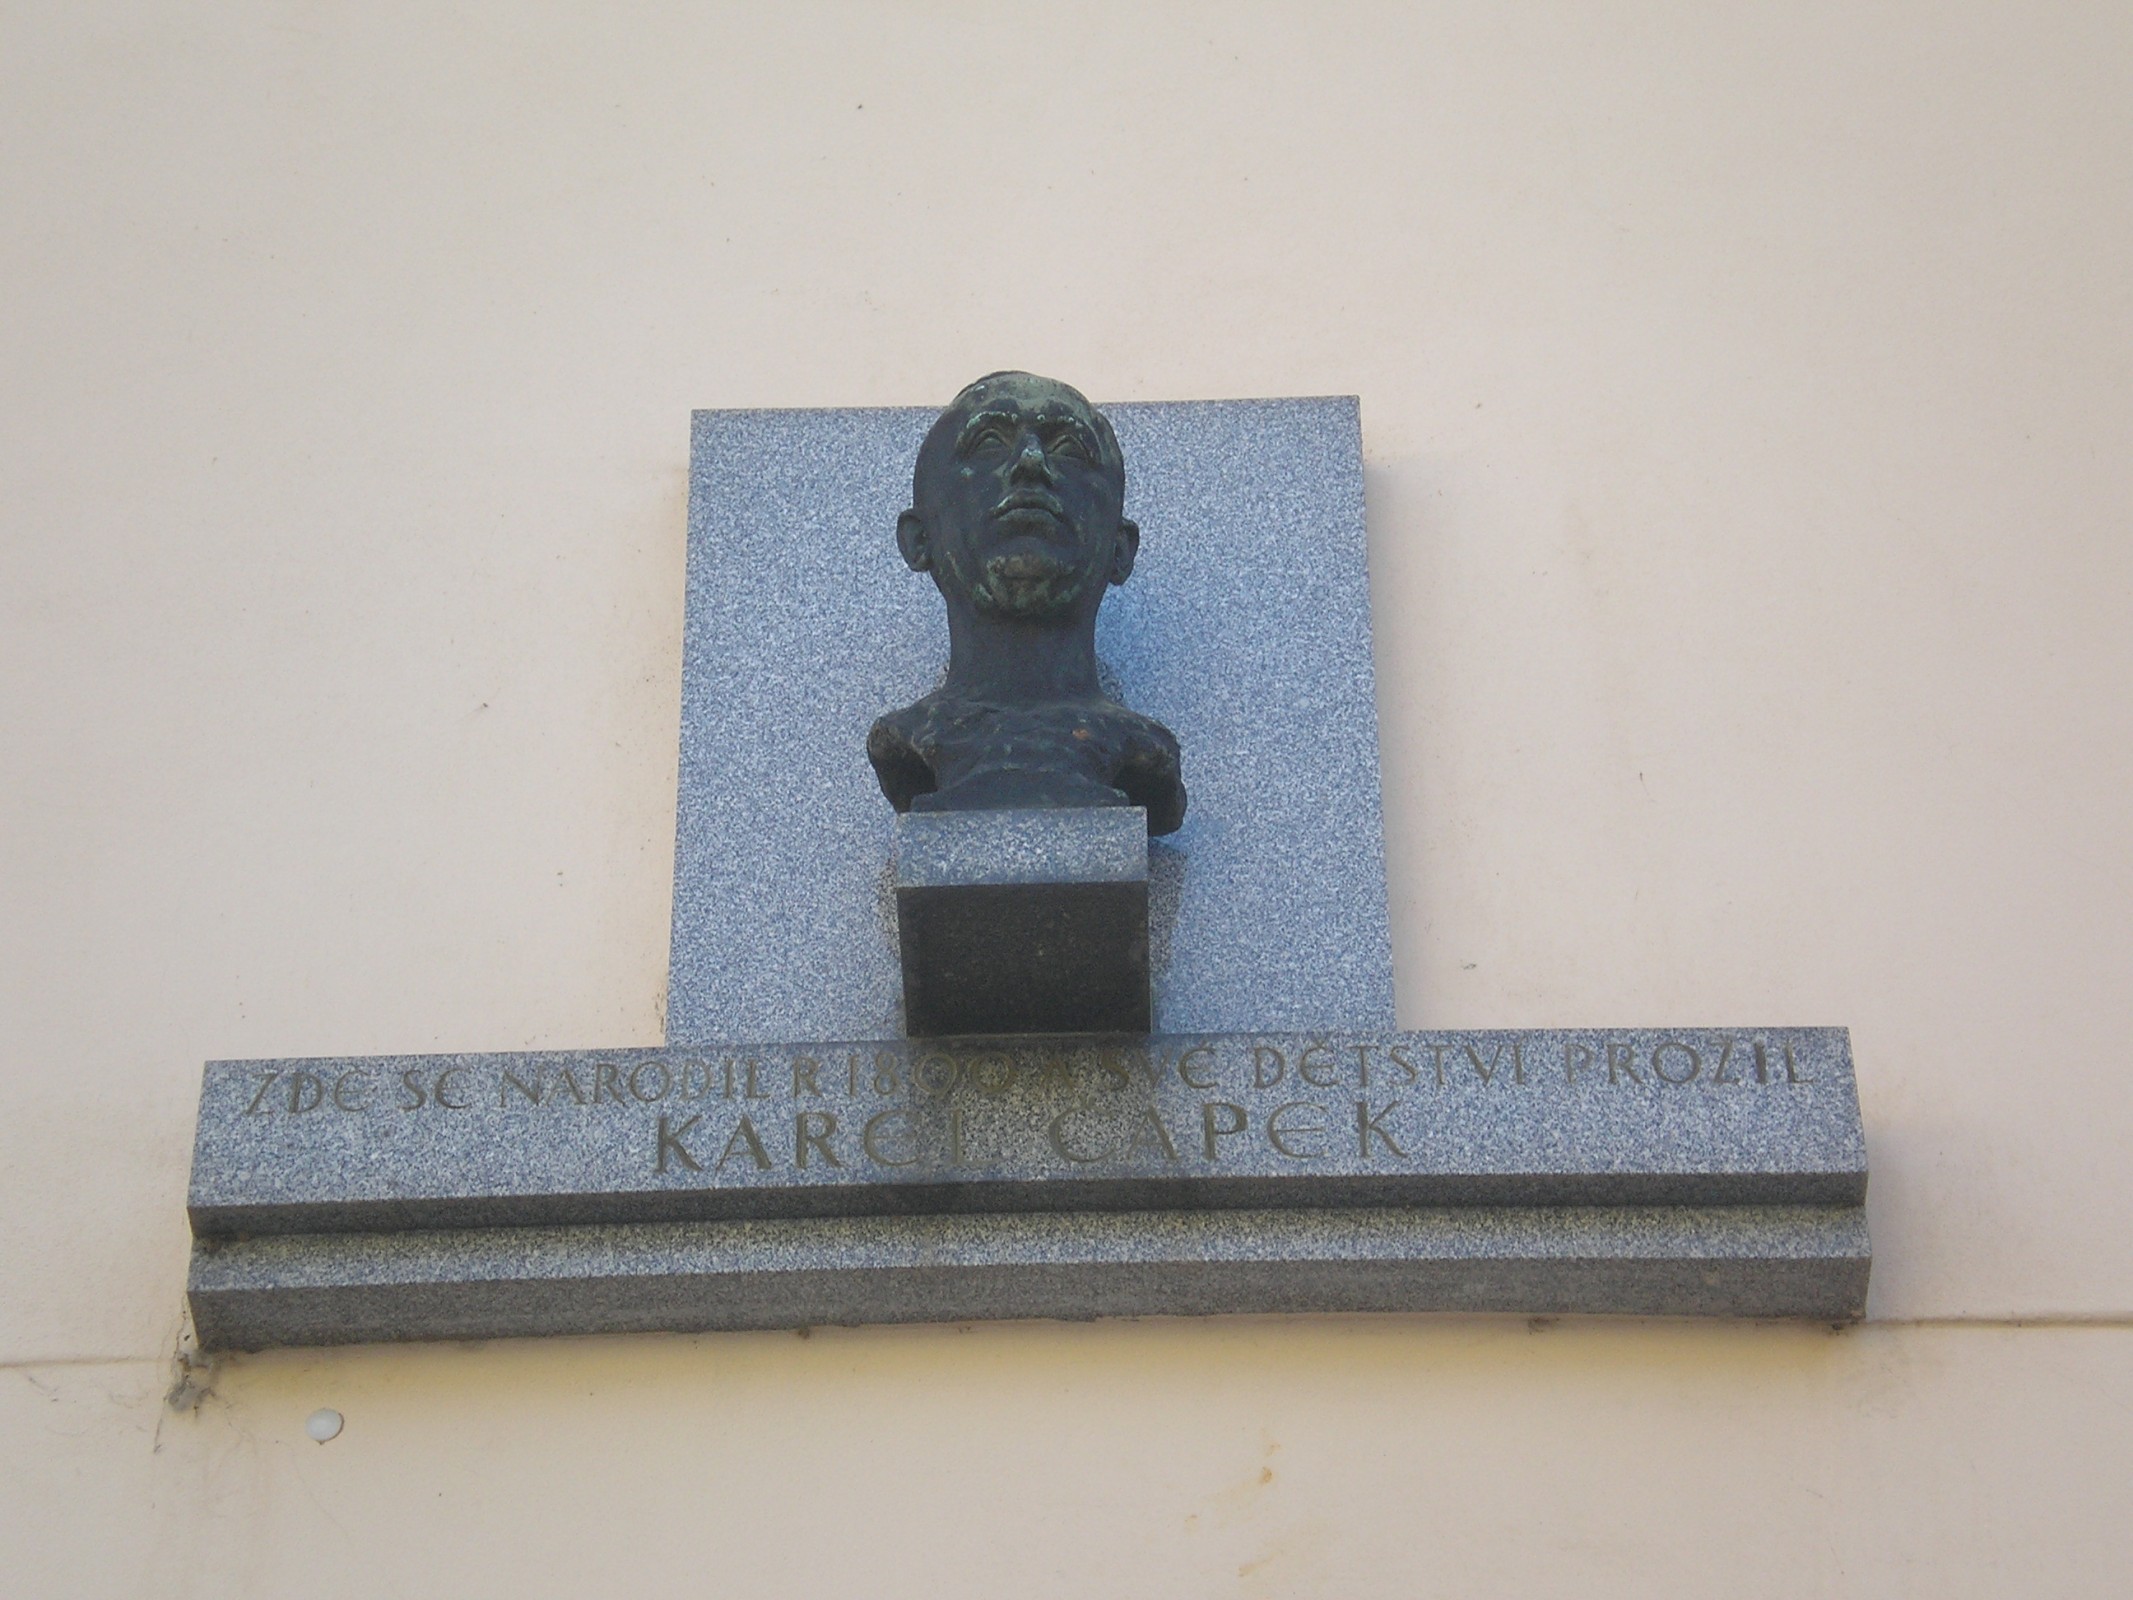 ZDE SE NARODIL R 1890 A SVÉ DĚTSTVÍ PROŽIL
KAREL ČAPEK